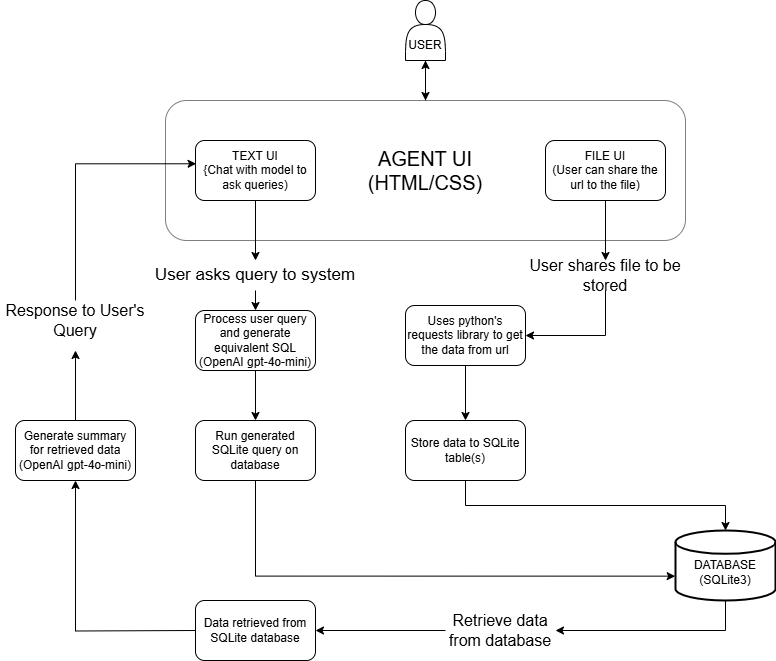 USER
AGENT UI
(HTML/CSS)
TEXT UI
{Chat with model to
ask queries)
FILE UI
(User can share the
url to the file)
User asks query to system
User shares file to be
stored
Response to User's
Query
Process user query
and generate
equivalent SQL
(OpenAI gpt-4o-mini)
Uses python's
requests library to get
the data from url
Generate summary
for retrieved data
(OpenAI gpt-4o-mini)
Run generated
SQLite query on
database
Store data to SQLite
table(s)
DATABASE
(SQLite3)
Data retrieved from
SQLite database
Retrieve data
from database